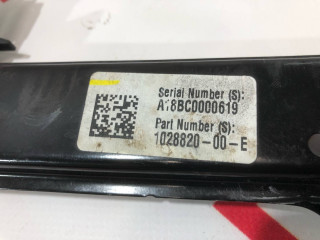 Serial Number (S):
A18BC0000619
Part Number (S):
1028820-00-E